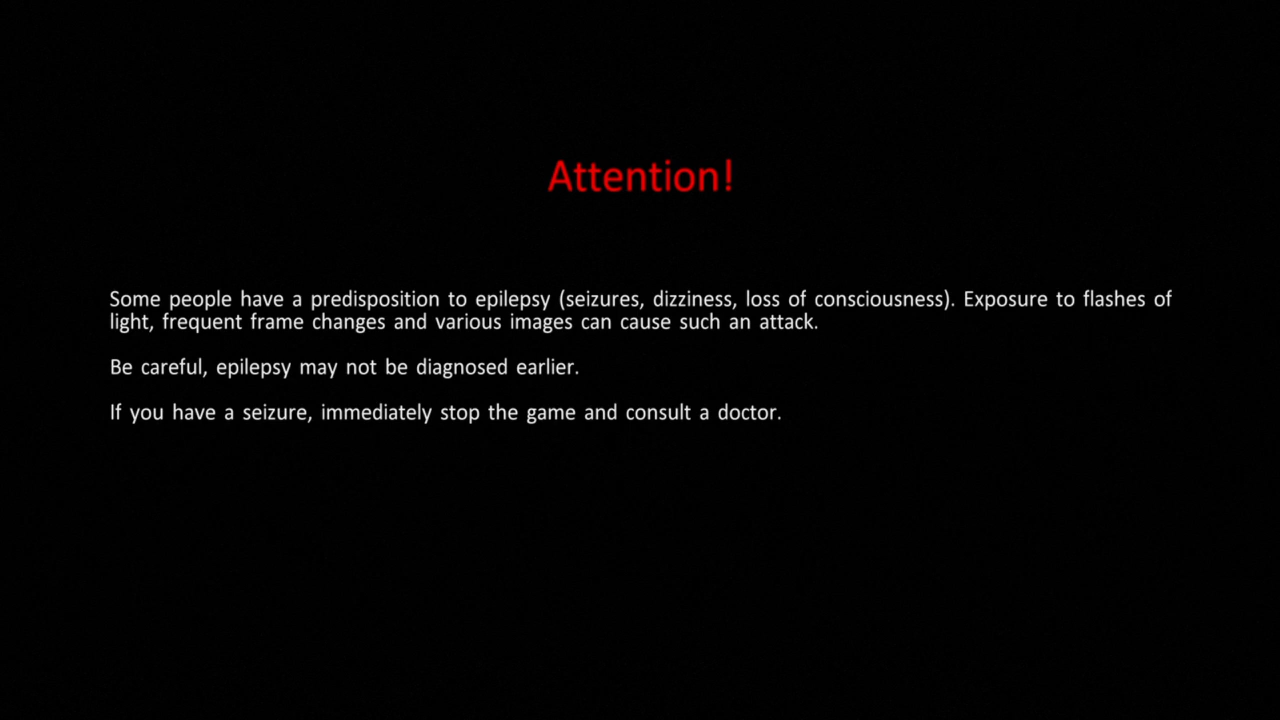 Attention!
Some people have a predisposition to epilepsy (seizures, dizziness, loss of consciousness). Exposure to flashes of
light, frequent frame changes and various images can cause such an attack.
Be careful, epilepsy may not be diagnosed earlier.
If you have a seizure, immediately stop the game and consult a doctor.